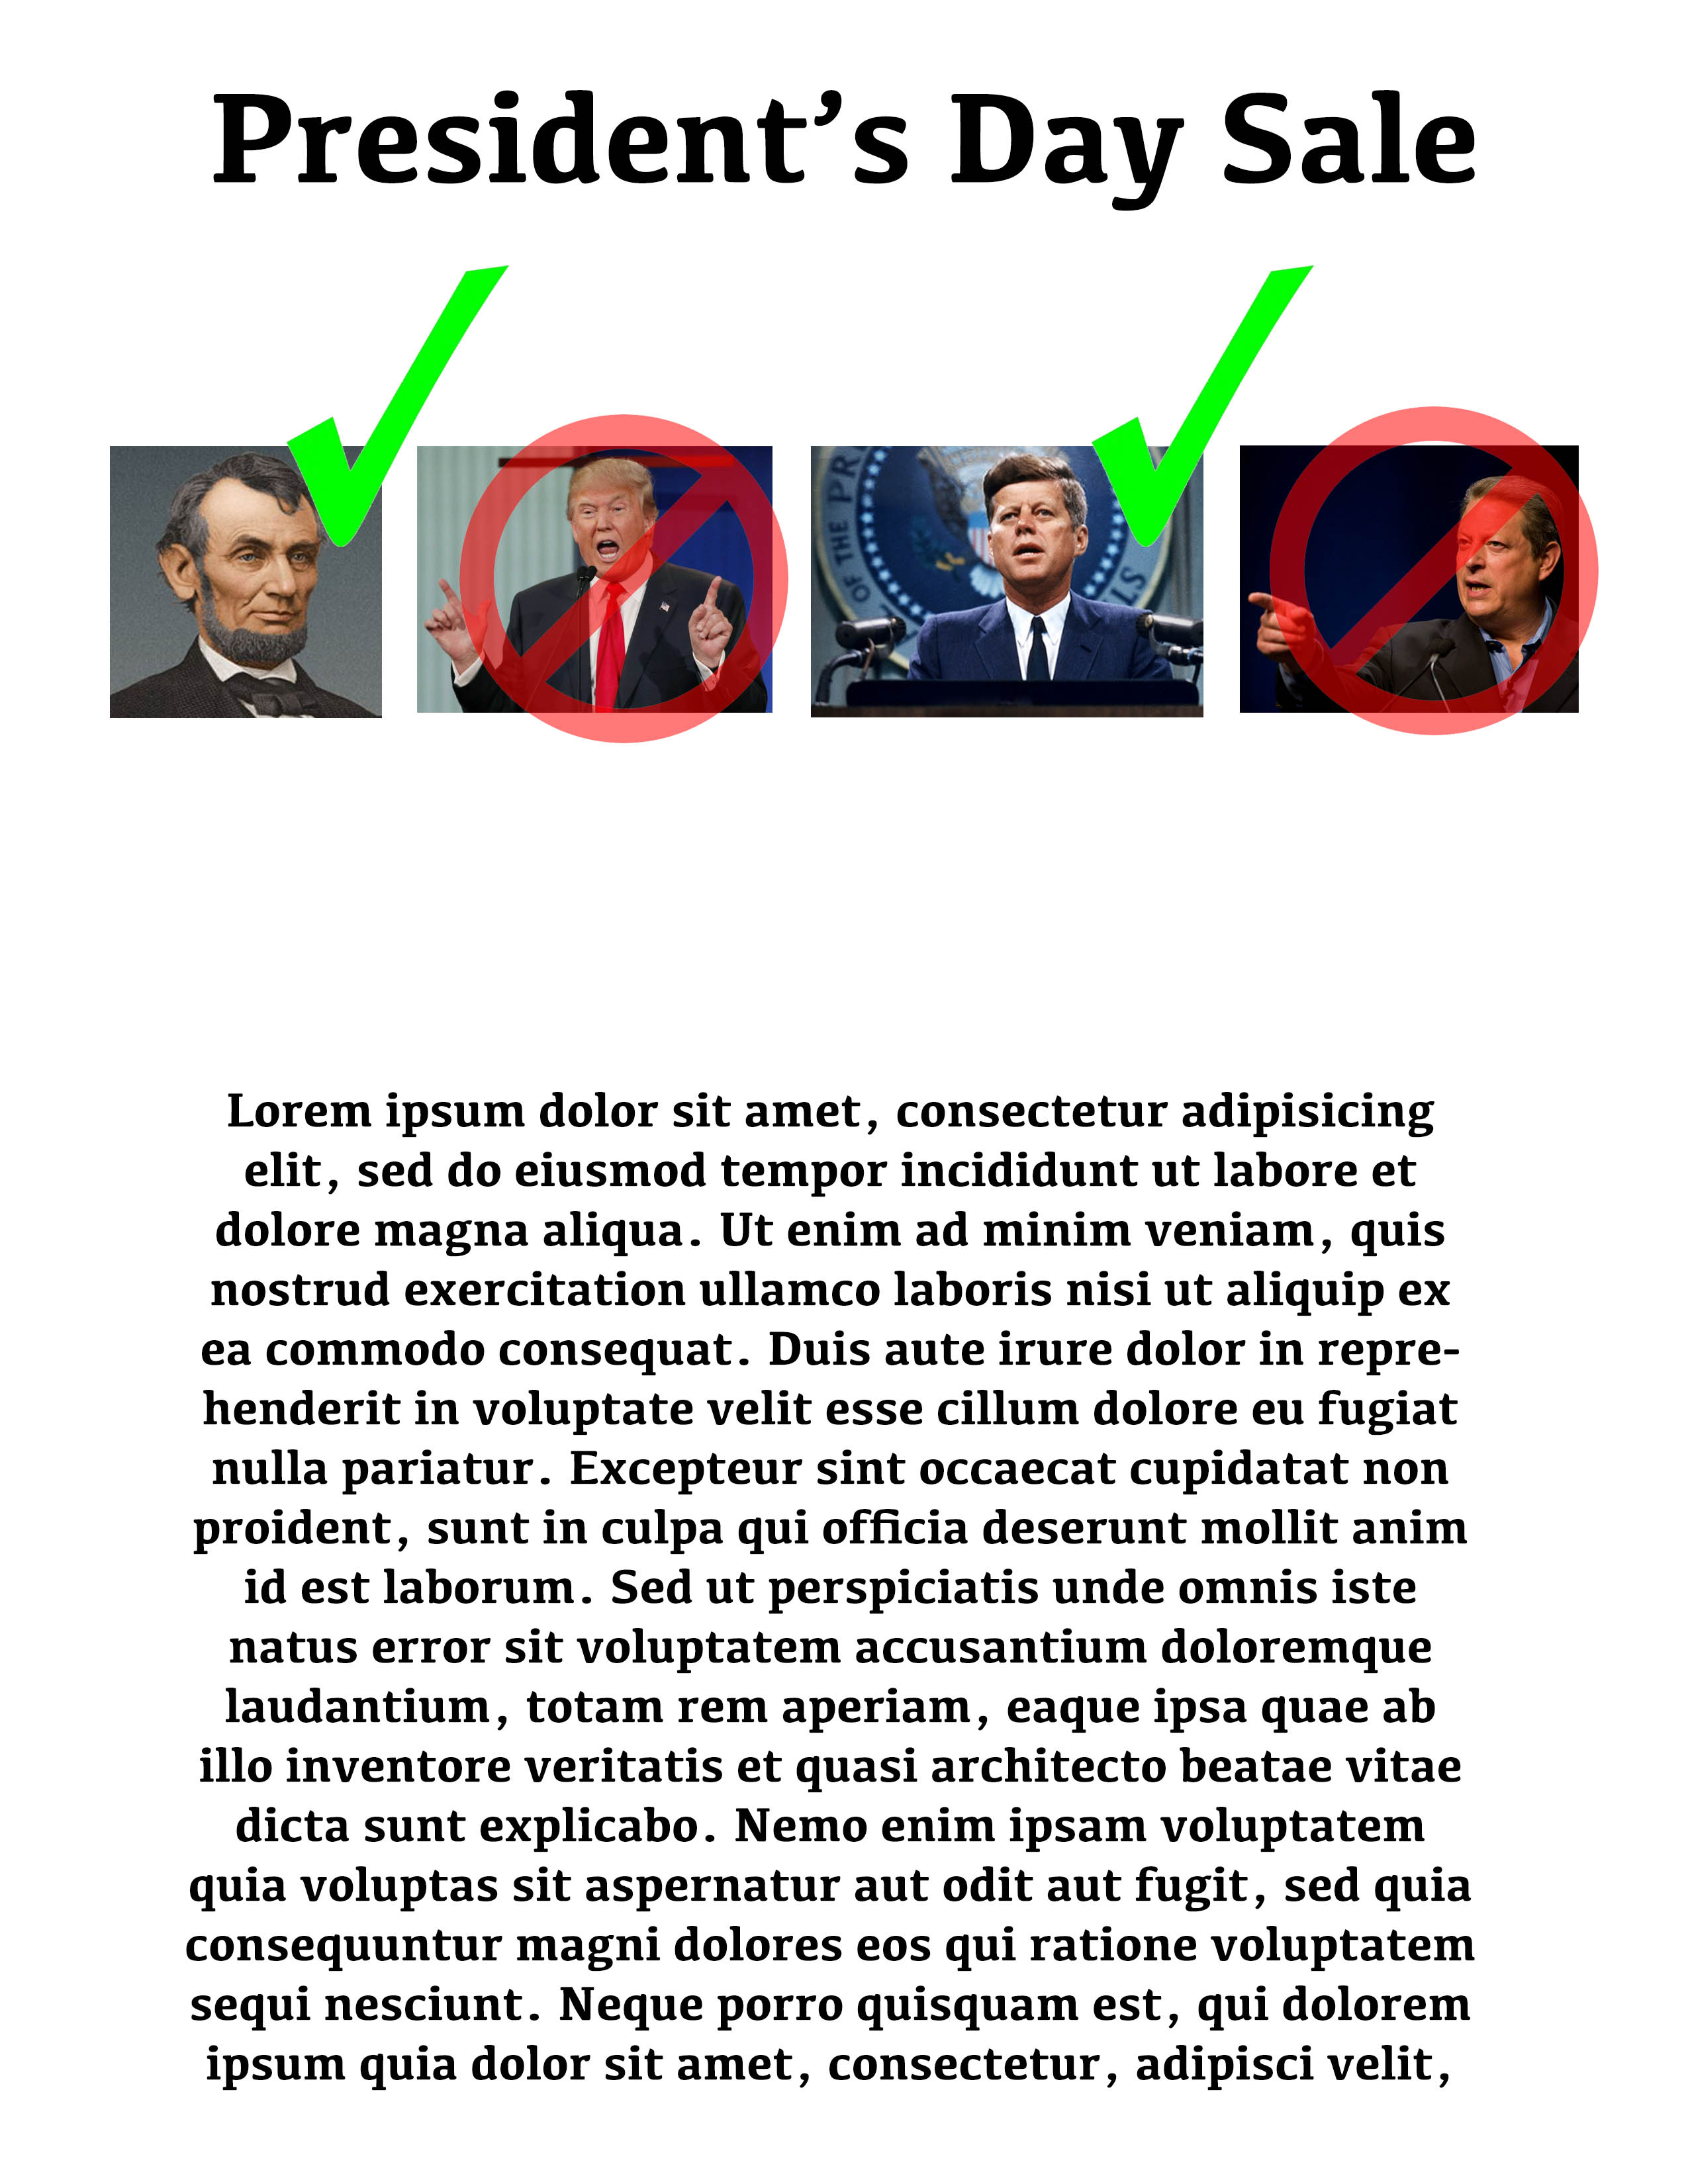 President’s Day Sale
OF THE PR
LS
Lorem ipsum dolor sit amet, consectetur adipisicing
elit, sed do eiusmod tempor incididunt ut labore et
dolore magna aliqua. Ut enim ad minim veniam, quis
nostrud exercitation ullamco laboris nisi ut aliquip ex
ea commodo consequat. Duis aute irure dolor in repre-
henderit in voluptate velit esse cillum dolore eu fugiat
nulla pariatur. Excepteur sint occaecat cupidatat non
proident, sunt in culpa qui officia deserunt mollit anim
id est laborum. Sed ut perspiciatis unde omnis iste
natus error sit voluptatem accusantium doloremque
laudantium, totam rem aperiam, eaque ipsa quae ab
illo inventore veritatis et quasi architecto beatae vitae
dicta sunt explicabo. Nemo enim ipsam voluptatem
quia voluptas sit aspernatur aut odit aut fugit, sed quia
consequuntur magni dolores eos qui ratione voluptatem
sequi nesciunt. Neque porro quisquam est, qui dolorem
ipsum quia dolor sit amet, consectetur, adipisci velit,